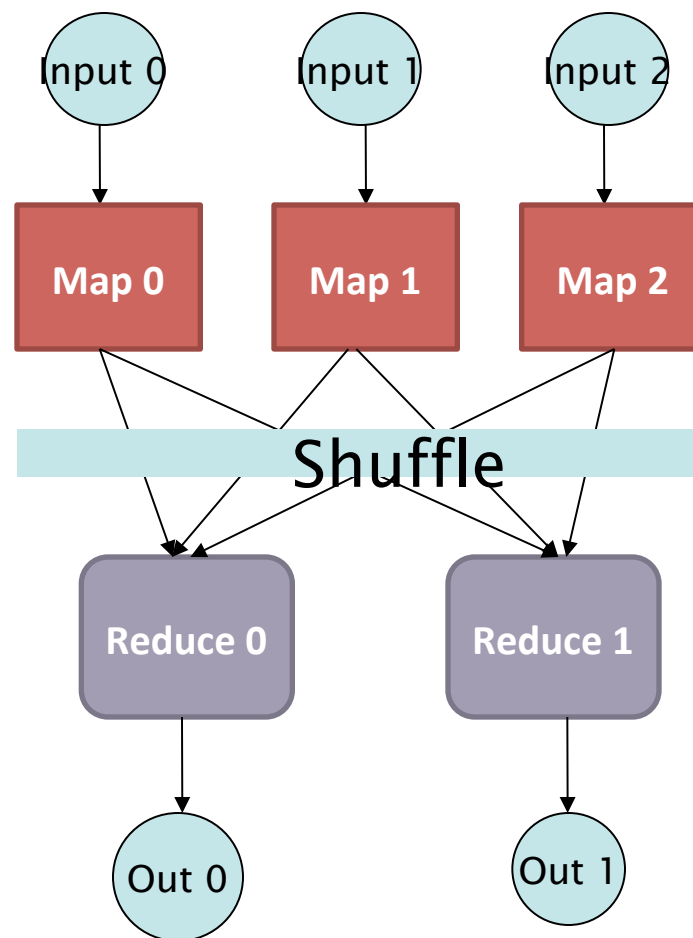 Input 0
Input 1
Input 2
Map 0
Map 1
Map 2
Shuffle
Reduce 0
Reduce 1
Out 0
Out 1